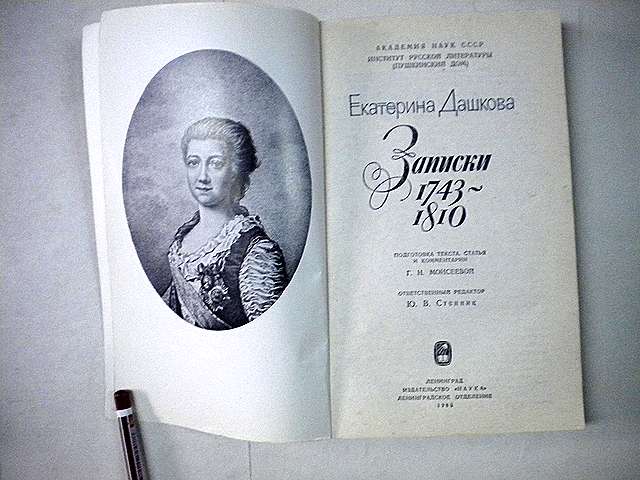 АКАДЕМИЯ НАУК СССР
ИНСТИТУТ РУССКОЙ ЛИТЕРАТУРЫ
(ПУШКИНСКИЙ ДОМ)
Екатерина Дашкова
Записки
1743~
1810
ПОДГОТОВКА ТЕКСТА, СТАТЬЯ
И КОММЕНТАРИИ
Г. Н. МОИСЕЕВОЙ
ОТВЕТСТВЕННЫЙ РЕДАКТОР
Ю. В. Стенник
ЛЕНИНГРАД
ИЗДАТЕЛЬСТВО «НАУКА»
ЛЕНИНГРАДСКОЕ ОТДЕЛЕНИЕ
1985